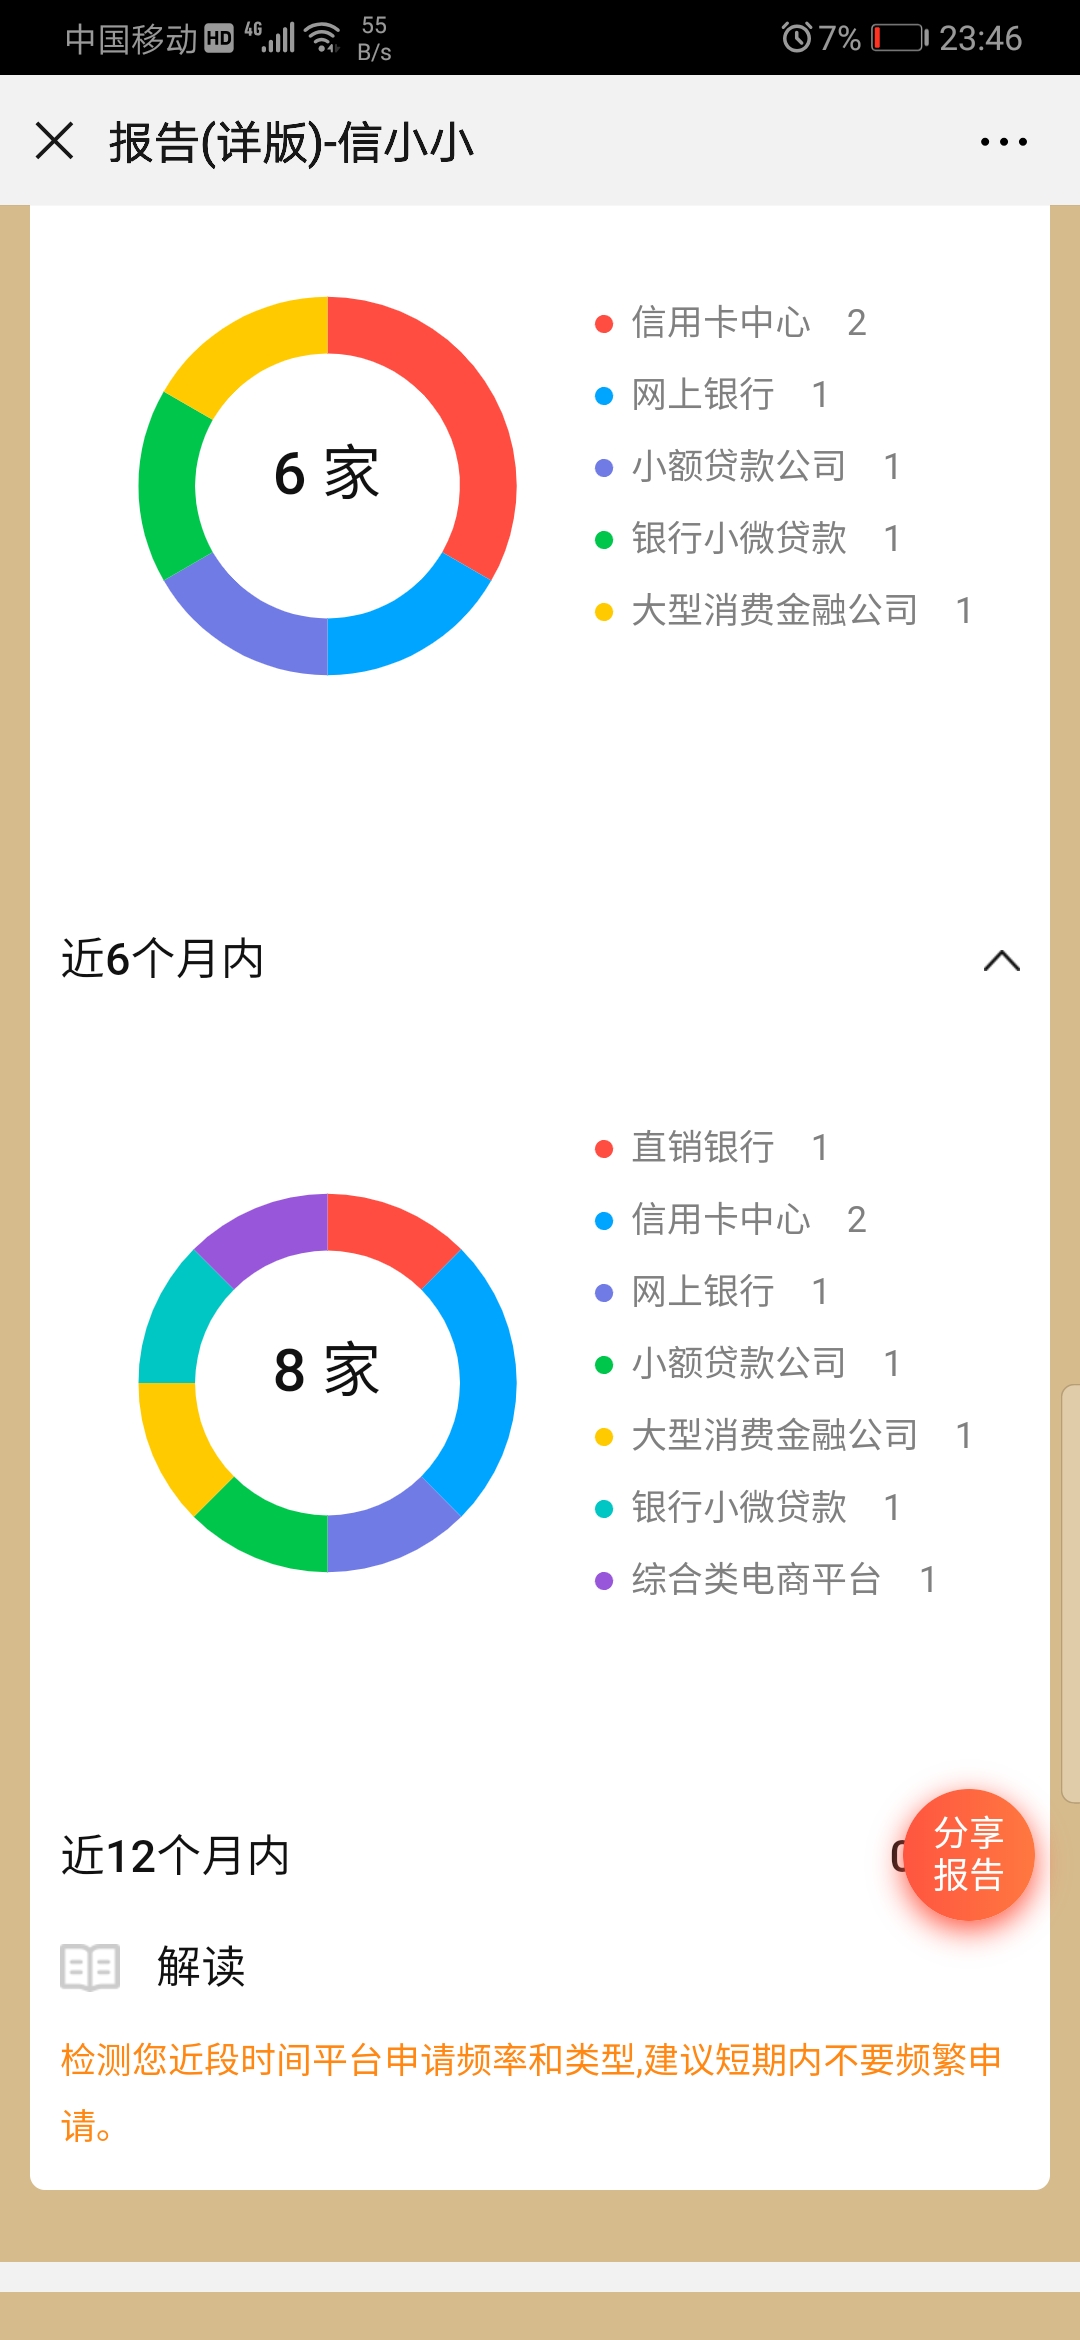 中国移动 HD 4G 55 B/s 7% 23:46
报告(详版)-信小小
6 家
信用卡中心 2
网上银行 1
小额贷款公司 1
银行小微贷款 1
大型消费金融公司 1
近6个月内
8 家
直销银行 1
信用卡中心 2
网上银行 1
小额贷款公司 1
大型消费金融公司 1
银行小微贷款 1
综合类电商平台 1
近12个月内
分享
报告
解读
检测您近段时间平台申请频率和类型,建议短期内不要频繁申
请。